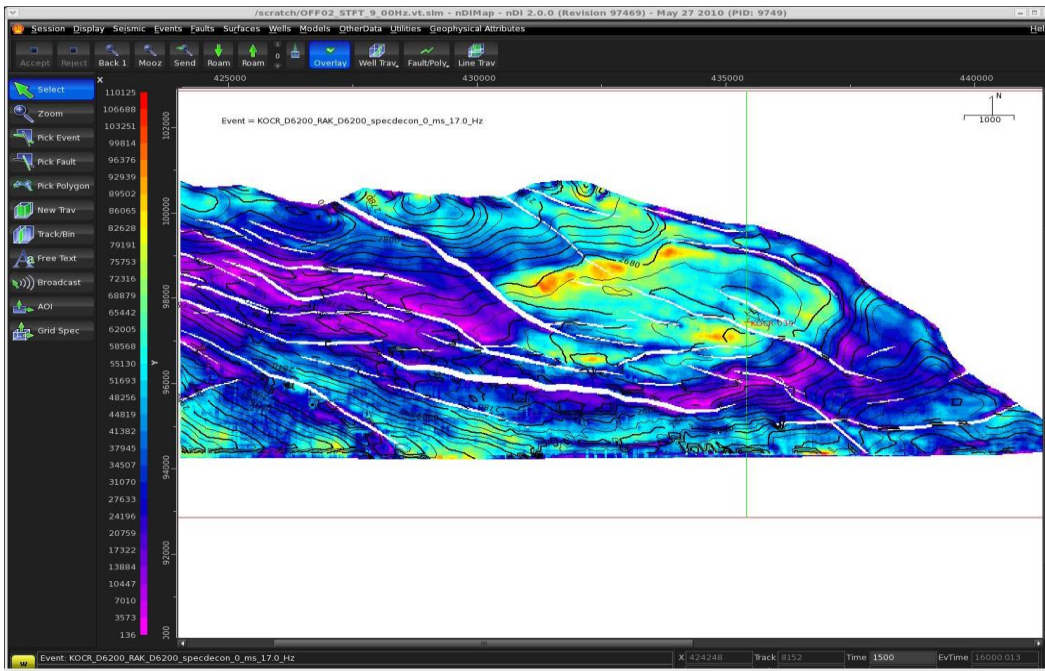 /scratch/OFF02_STFT_9_00Hz.vt.slm - nDIMap - nDI 2.0.0 (Revision 97469) - May 27 2010 (PID: 9749)
Session Display Seismic Events Faults Surfaces Wells Models OtherData Utilities Geophysical Attributes Hel
Accept Reject Back 1 Mooz Send Roam Roam 0 Overlay Well Trav. Fault/Poly. Line Trav
Select
Zoom
Pick Event
Pick Fault
Pick Polygon
New Trav
Track/Bin
Free Text
Broadcast
AOI
Grid Spec
X
425000 430000 435000 440000
110125
106688
103251
99814
96376
92939
89502
86065
82628
79191
75753
72316
68879
65442
62005
58568
55130
51693
48256
44819
41382
37945
34507
31070
27633
24196
20759
17322
13884
10447
7010
3573
136
102000
100000
98000
Y
96000
94000
92000
Event = KOCR_D6200_RAK_D6200_specdecon_0_ms_17.0_Hz
N
1000
2780
2800
2680
W
Event: KOCR_D6200_RAK_D6200_specdecon_0_ms_17.0_Hz
X 424248 Track 8152 Time 1500 EvTime 16000.013